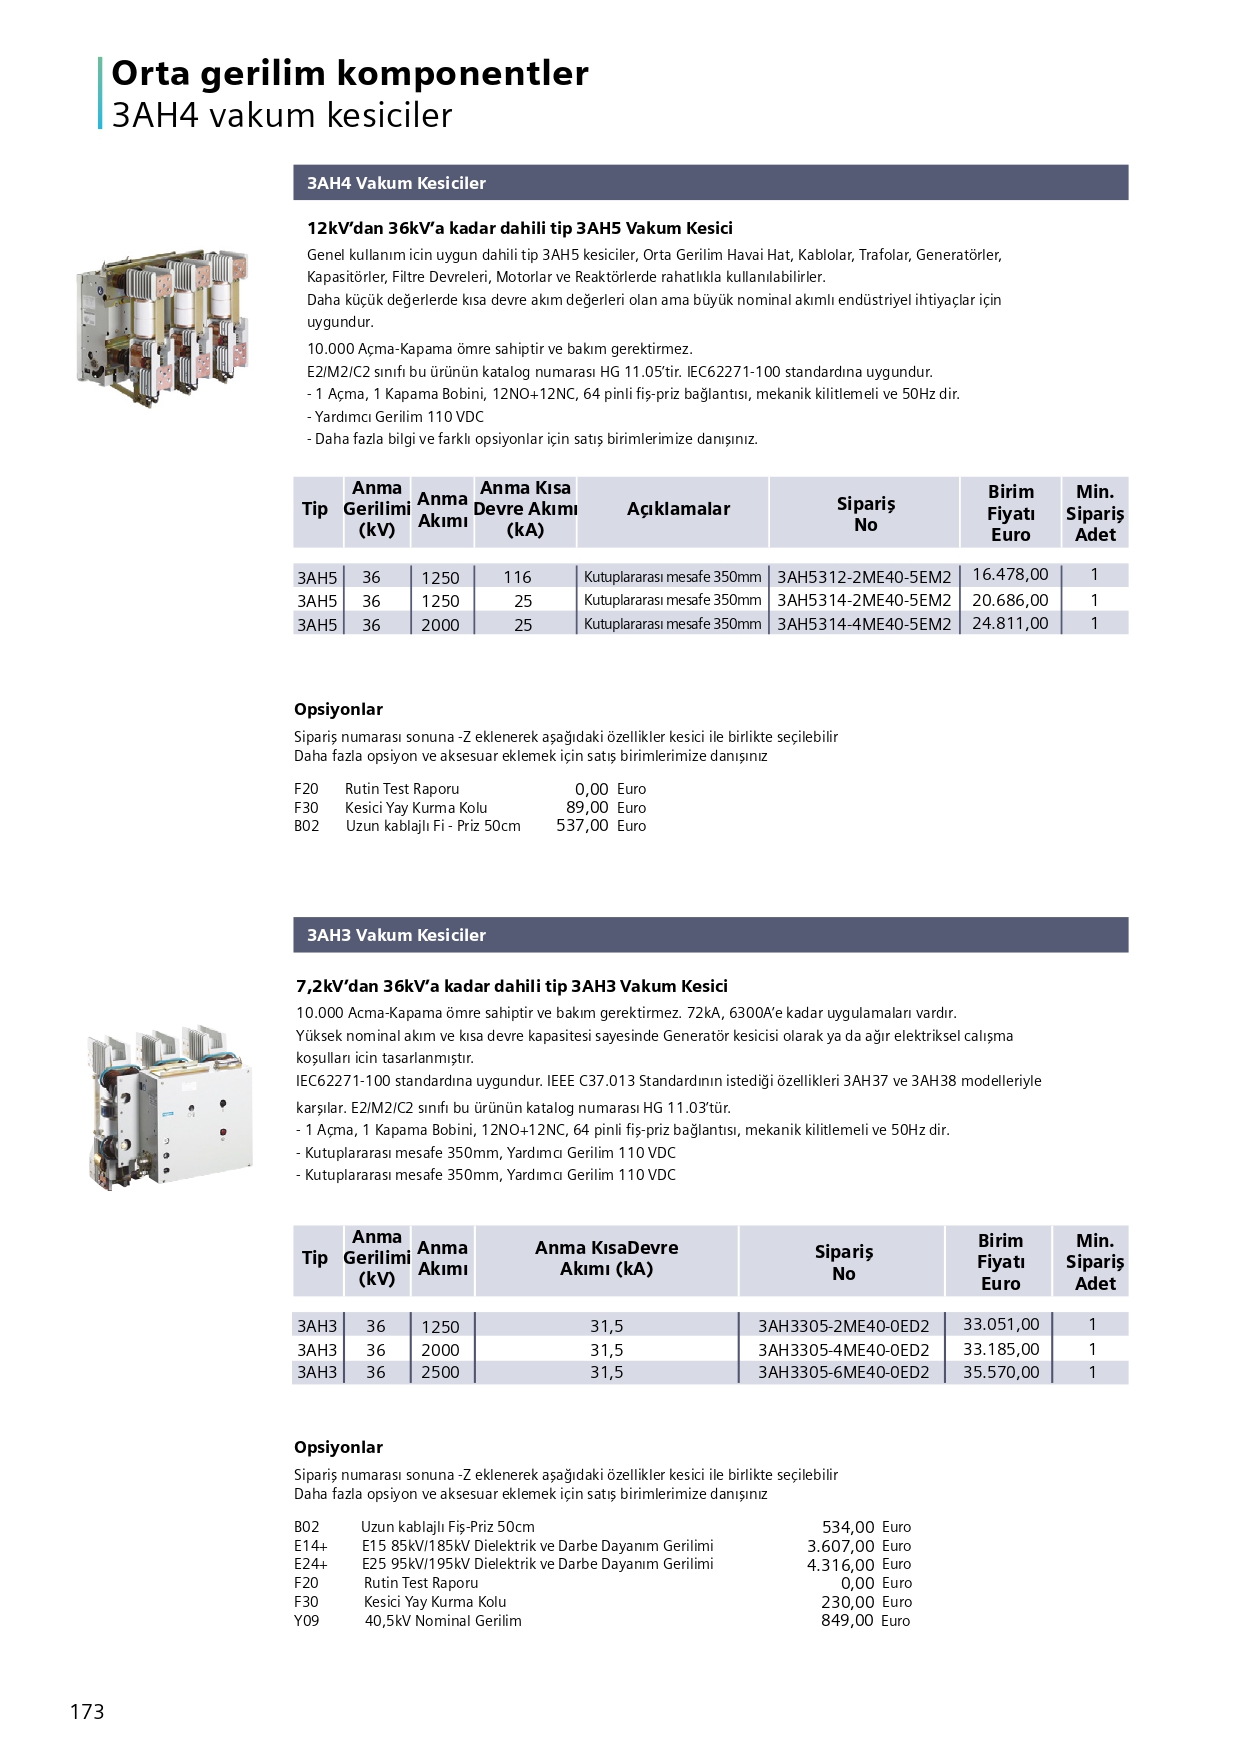 Orta gerilim komponentler
3AH4 vakum kesiciler
3AH4 Vakum Kesiciler
12kV’dan 36kV’a kadar dahili tip 3AH5 Vakum Kesici
Genel kullanım icin uygun dahili tip 3AH5 kesiciler, Orta Gerilim Havai Hat, Kablolar, Trafolar, Generatörler,
Kapasitörler, Filtre Devreleri, Motorlar ve Reaktörlerde rahatlıkla kullanılabilirler.
Daha küçük değerlerde kısa devre akım değerleri olan ama büyük nominal akımlı endüstriyel ihtiyaçlar için
uygundur.
10.000 Açma-Kapama ömre sahiptir ve bakım gerektirmez.
E2/M2/C2 sınıfı bu ürünün katalog numarası HG 11.05’tir. IEC62271-100 standardına uygundur.
- 1 Açma, 1 Kapama Bobini, 12NO+12NC, 64 pinli fiş-priz bağlantısı, mekanik kilitlemeli ve 50Hz dir.
- Yardımcı Gerilim 110 VDC
- Daha fazla bilgi ve farklı opsiyonlar için satış birimlerimize danışınız.
Tip Anma Gerilimi (kV) Anma Akımı Anma Kısa Devre Akımı (kA) Açıklamalar Sipariş No Birim Fiyatı Euro Min. Sipariş Adet
3AH5 36 1250 116 Kutuplararası mesafe 350mm 3AH5312-2ME40-5EM2 16.478,00 1
3AH5 36 1250 25 Kutuplararası mesafe 350mm 3AH5314-2ME40-5EM2 20.686,00 1
3AH5 36 2000 25 Kutuplararası mesafe 350mm 3AH5314-4ME40-5EM2 24.811,00 1
Opsiyonlar
Sipariş numarası sonuna -Z eklenerek aşağıdaki özellikler kesici ile birlikte seçilebilir
Daha fazla opsiyon ve aksesuar eklemek için satış birimlerimize danışınız
F20 Rutin Test Raporu 0,00 Euro
F30 Kesici Yay Kurma Kolu 89,00 Euro
B02 Uzun kablajlı Fi - Priz 50cm 537,00 Euro
3AH3 Vakum Kesiciler
7,2kV’dan 36kV’a kadar dahili tip 3AH3 Vakum Kesici
10.000 Acma-Kapama ömre sahiptir ve bakım gerektirmez. 72kA, 6300A’e kadar uygulamaları vardır.
Yüksek nominal akım ve kısa devre kapasitesi sayesinde Generatör kesicisi olarak ya da ağır elektriksel calışma
koşulları icin tasarlanmıştır.
IEC62271-100 standardına uygundur. IEEE C37.013 Standardının istediği özellikleri 3AH37 ve 3AH38 modelleriyle
karşılar. E2/M2/C2 sınıfı bu ürünün katalog numarası HG 11.03’tür.
- 1 Açma, 1 Kapama Bobini, 12NO+12NC, 64 pinli fiş-priz bağlantısı, mekanik kilitlemeli ve 50Hz dir.
- Kutuplararası mesafe 350mm, Yardımcı Gerilim 110 VDC
- Kutuplararası mesafe 350mm, Yardımcı Gerilim 110 VDC
Tip Anma Gerilimi (kV) Anma Akımı Anma KısaDevre Akımı (kA) Sipariş No Birim Fiyatı Euro Min. Sipariş Adet
3AH3 36 1250 31,5 3AH3305-2ME40-0ED2 33.051,00 1
3AH3 36 2000 31,5 3AH3305-4ME40-0ED2 33.185,00 1
3AH3 36 2500 31,5 3AH3305-6ME40-0ED2 35.570,00 1
Opsiyonlar
Sipariş numarası sonuna -Z eklenerek aşağıdaki özellikler kesici ile birlikte seçilebilir
Daha fazla opsiyon ve aksesuar eklemek için satış birimlerimize danışınız
B02 Uzun kablajlı Fiş-Priz 50cm 534,00 Euro
E14+ E15 85kV/185kV Dielektrik ve Darbe Dayanım Gerilimi 3.607,00 Euro
E24+ E25 95kV/195kV Dielektrik ve Darbe Dayanım Gerilimi 4.316,00 Euro
F20 Rutin Test Raporu 0,00 Euro
F30 Kesici Yay Kurma Kolu 230,00 Euro
Y09 40,5kV Nominal Gerilim 849,00 Euro
173